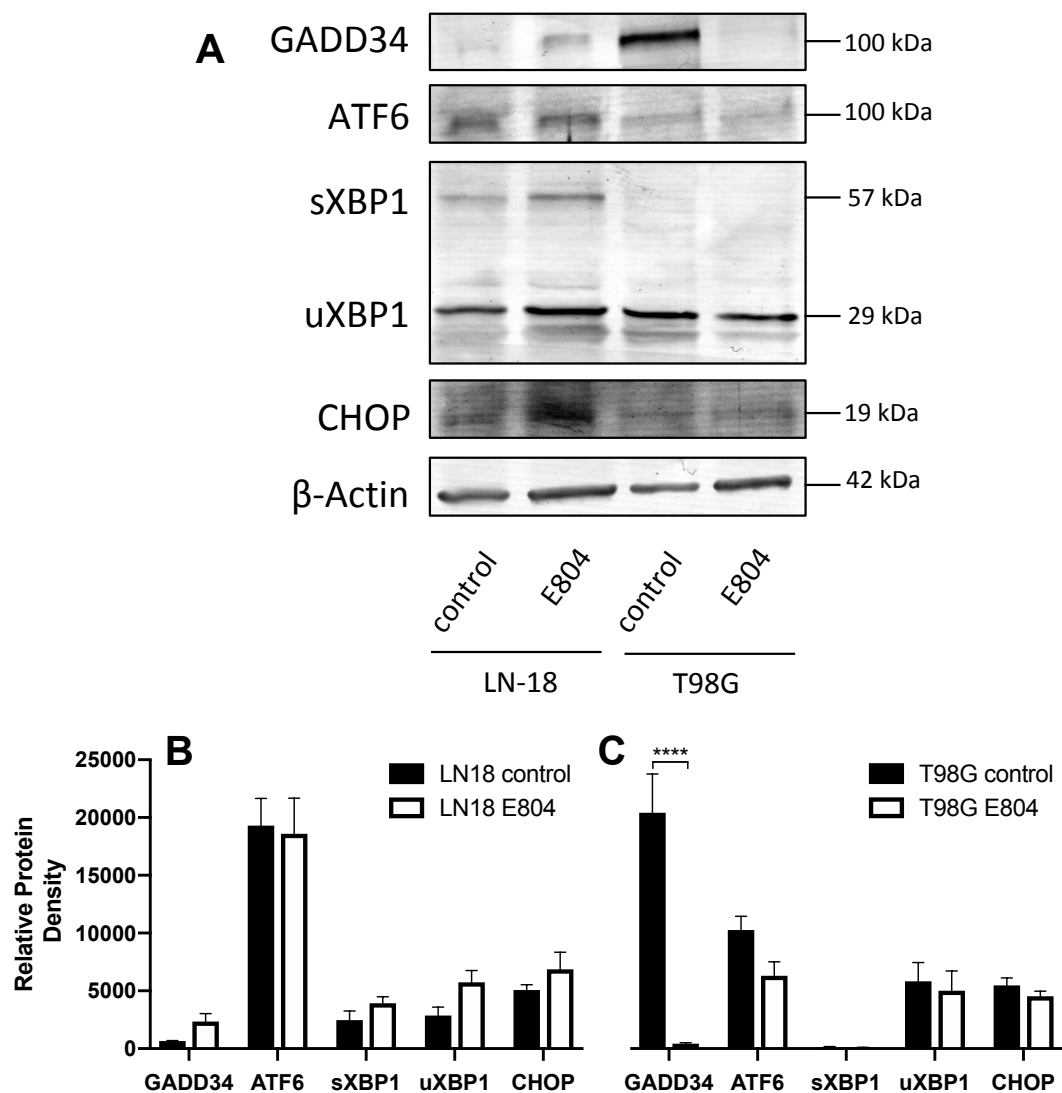 A
GADD34
100 kDa
ATF6
100 kDa
sXBP1
57 kDa
uXBP1
29 kDa
CHOP
19 kDa
β-Actin
42 kDa
control
E804
control
E804
LN-18
T98G
B
LN18 control
LN18 E804
C
****
T98G control
T98G E804
Relative Protein
Density
25000
20000
15000
10000
5000
0
GADD34 ATF6 sXBP1 uXBP1 CHOP
GADD34 ATF6 sXBP1 uXBP1 CHOP